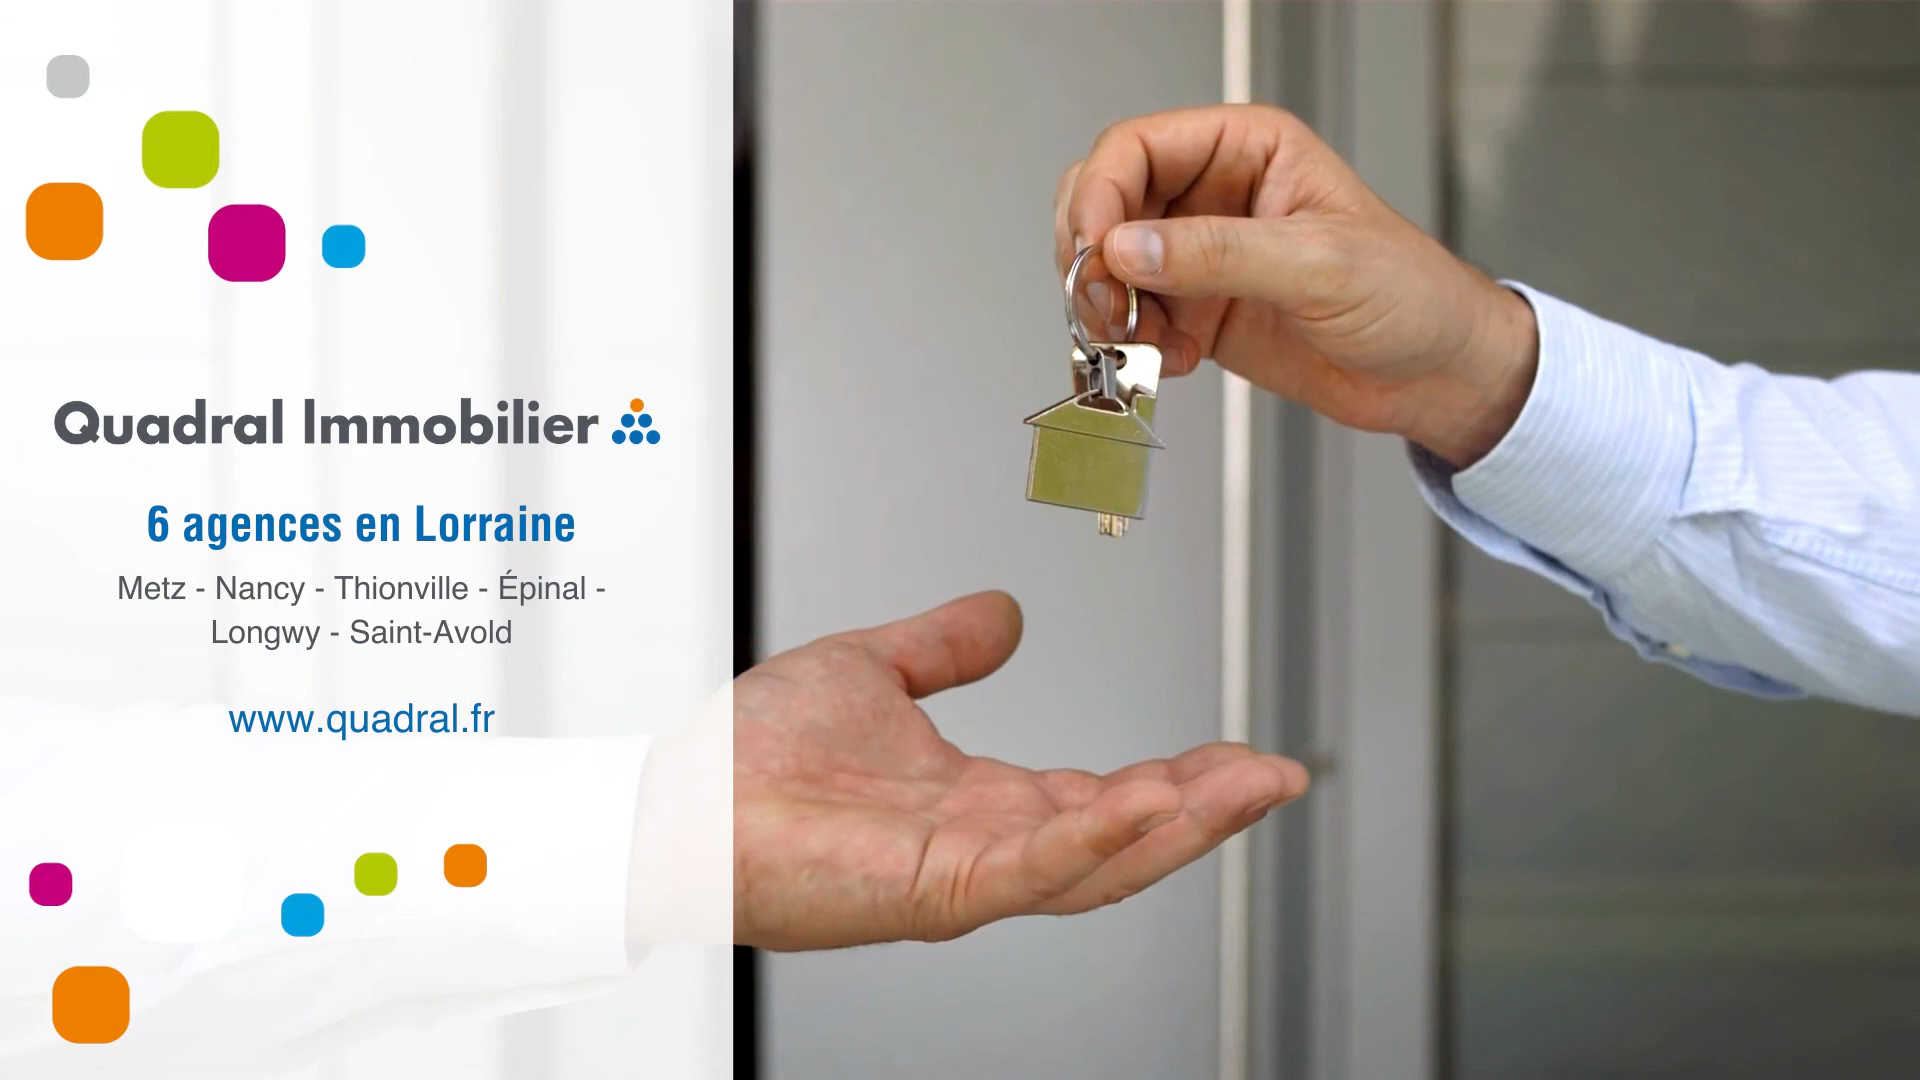 Quadral Immobilier
6 agences en Lorraine
Metz - Nancy - Thionville - Épinal -
Longwy - Saint-Avold
www.quadral.fr